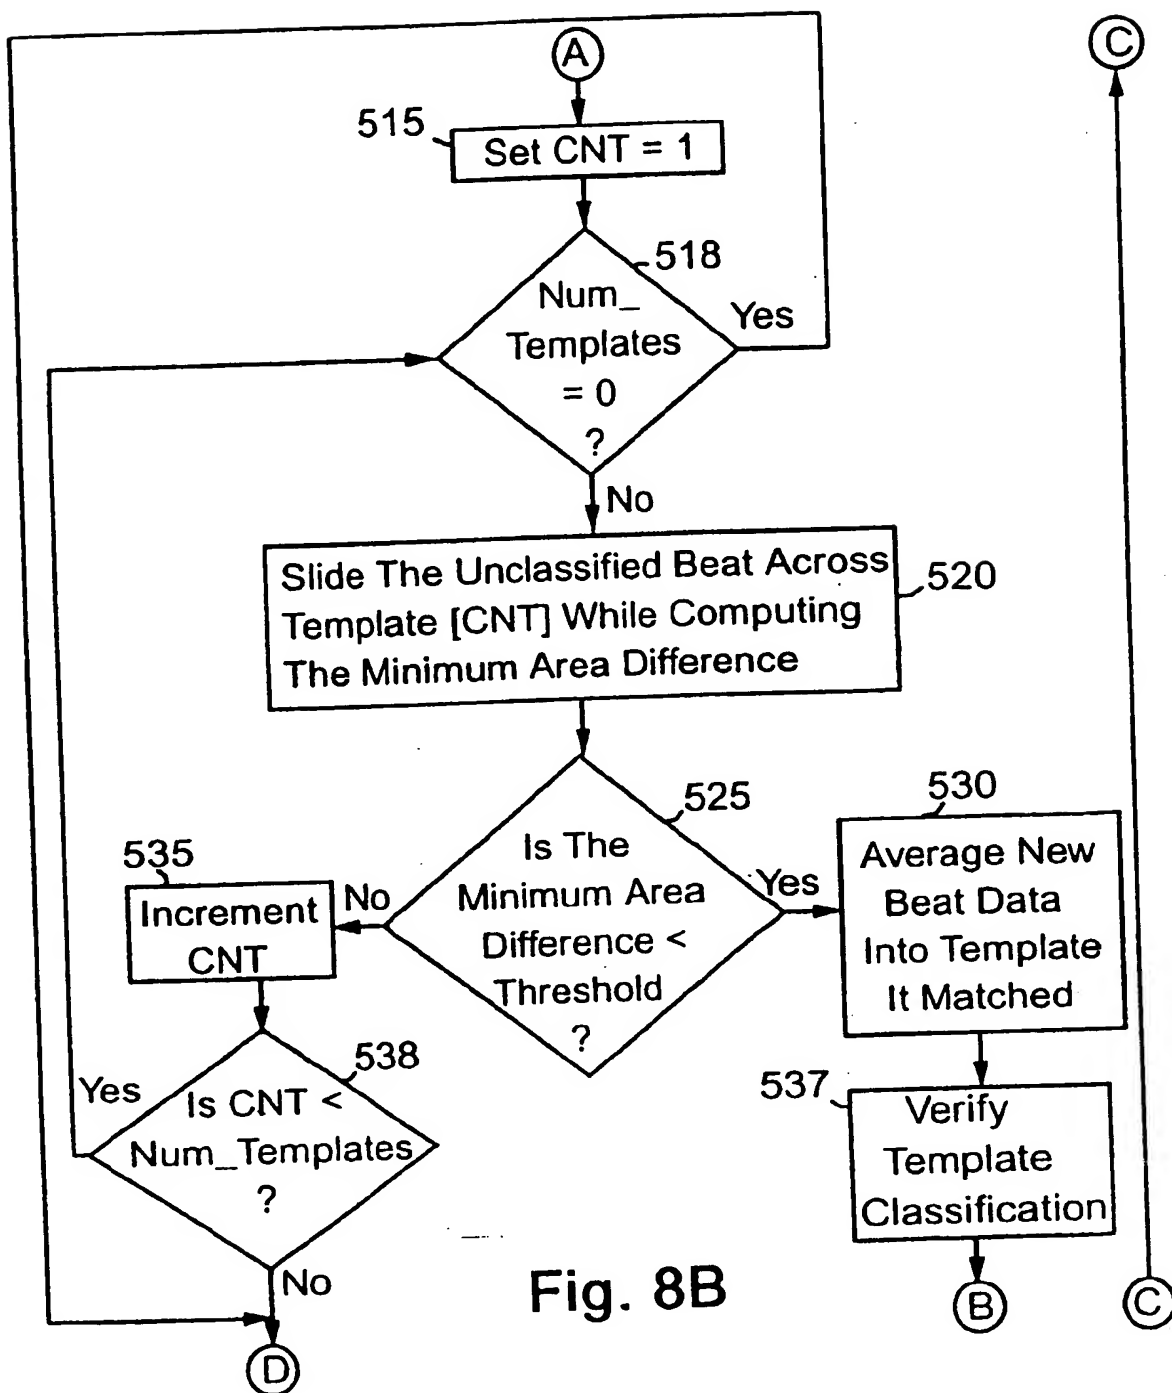 A
C
515
Set CNT = 1
518
Num_
Templates
= 0
?
Yes
No
Slide The Unclassified Beat Across
Template [CNT] While Computing
The Minimum Area Difference
520
525
Is The
Minimum Area
Difference <
Threshold
?
No
Yes
530
Average New
Beat Data
Into Template
It Matched
535
Increment
CNT
538
Is CNT <
Num_Templates
?
Yes
No
537
Verify
Template
Classification
B
C
D
Fig. 8B